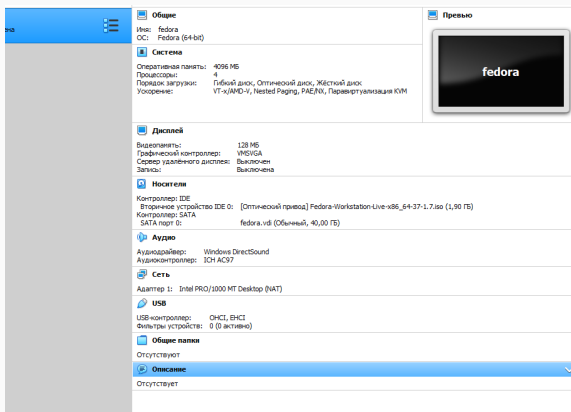 Общие
Имя: fedora
ОС: Fedora (64-bit)
Система
Оперативная память: 4096 МБ
Процессоры: 4
Порядок загрузки: Гибкий диск, Оптический диск, Жёсткий диск
Ускорение: VT-x/AMD-V, Nested Paging, PAE/NX, Паравиртуализация KVM
Превью
fedora
Дисплей
Видеопамять: 128 МБ
Графический контроллер: VMSVGA
Сервер удалённого дисплея: Выключен
Запись: Выключена
Носители
Контроллер: IDE
Вторичное устройство IDE 0: [Оптический привод] Fedora-Workstation-Live-x86_64-37-1.7.iso (1,90 ГБ)
Контроллер: SATA
SATA порт 0: fedora.vdi (Обычный, 40,00 ГБ)
Аудио
Аудиодрайвер: Windows DirectSound
Аудиоконтроллер: ICH AC97
Сеть
Адаптер 1: Intel PRO/1000 MT Desktop (NAT)
USB
USB-контроллер: OHCI, EHCI
Фильтры устройств: 0 (0 активно)
Общие папки
Отсутствуют
Описание
Отсутствует